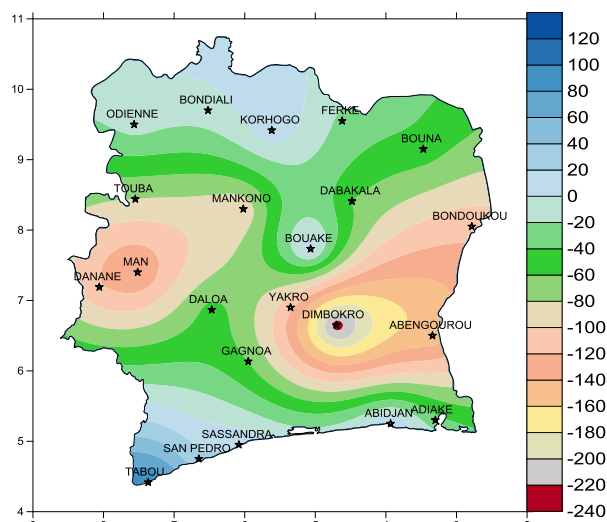 11
120
100
80
10
BONDIALI
60
ODIENNE
FERKE
KORHOGO
40
20
BOUNA
9
0
TOUBA
DABAKALA
MANKONO
-20
BONDOUKOU
8
-40
BOUAKE
-60
MAN
DANANE
-80
7
DALOA
YAKRO
-100
DIMBOKRO
ABENGOUROU
-120
GAGNOA
6
-140
-160
ABIDJAN
ADIAKE
-180
SASSANDRA
5
SAN PEDRO
-200
TABOU
-220
4
-240